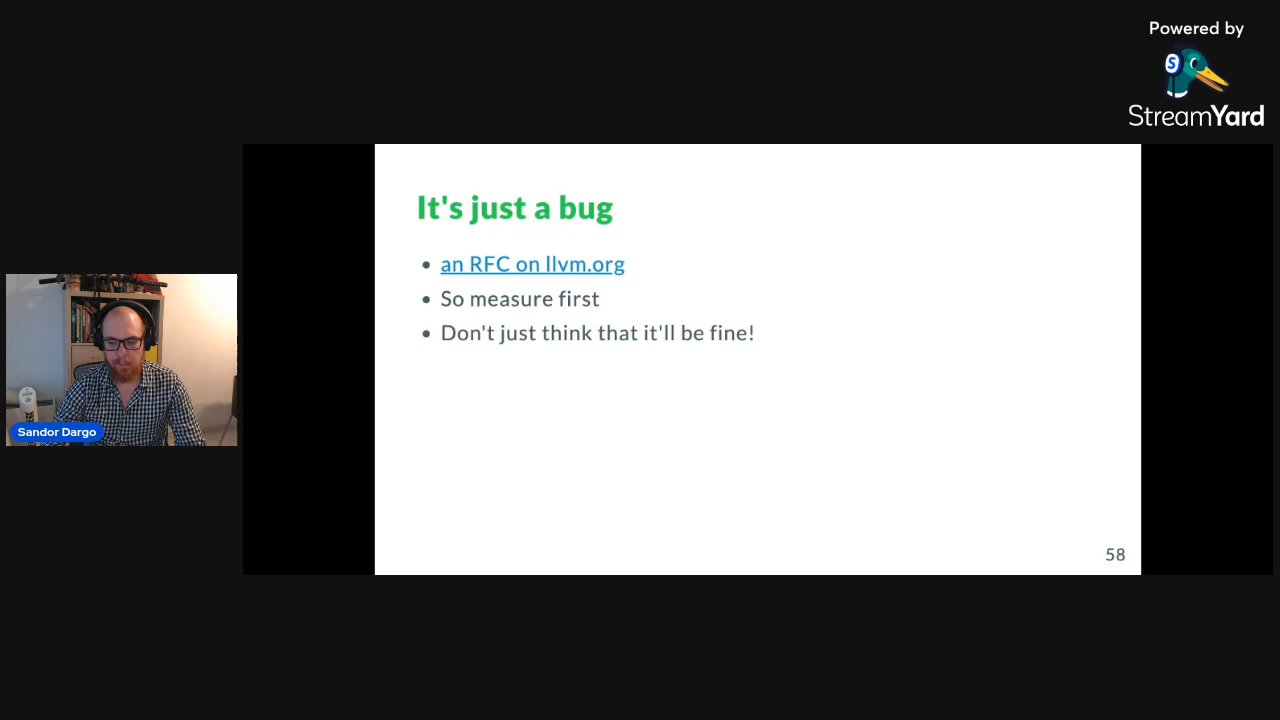 Powered by
S
StreamYard
It's just a bug
an RFC on llvm.org
So measure first
Don't just think that it'll be fine!
Sandor Dargo
58